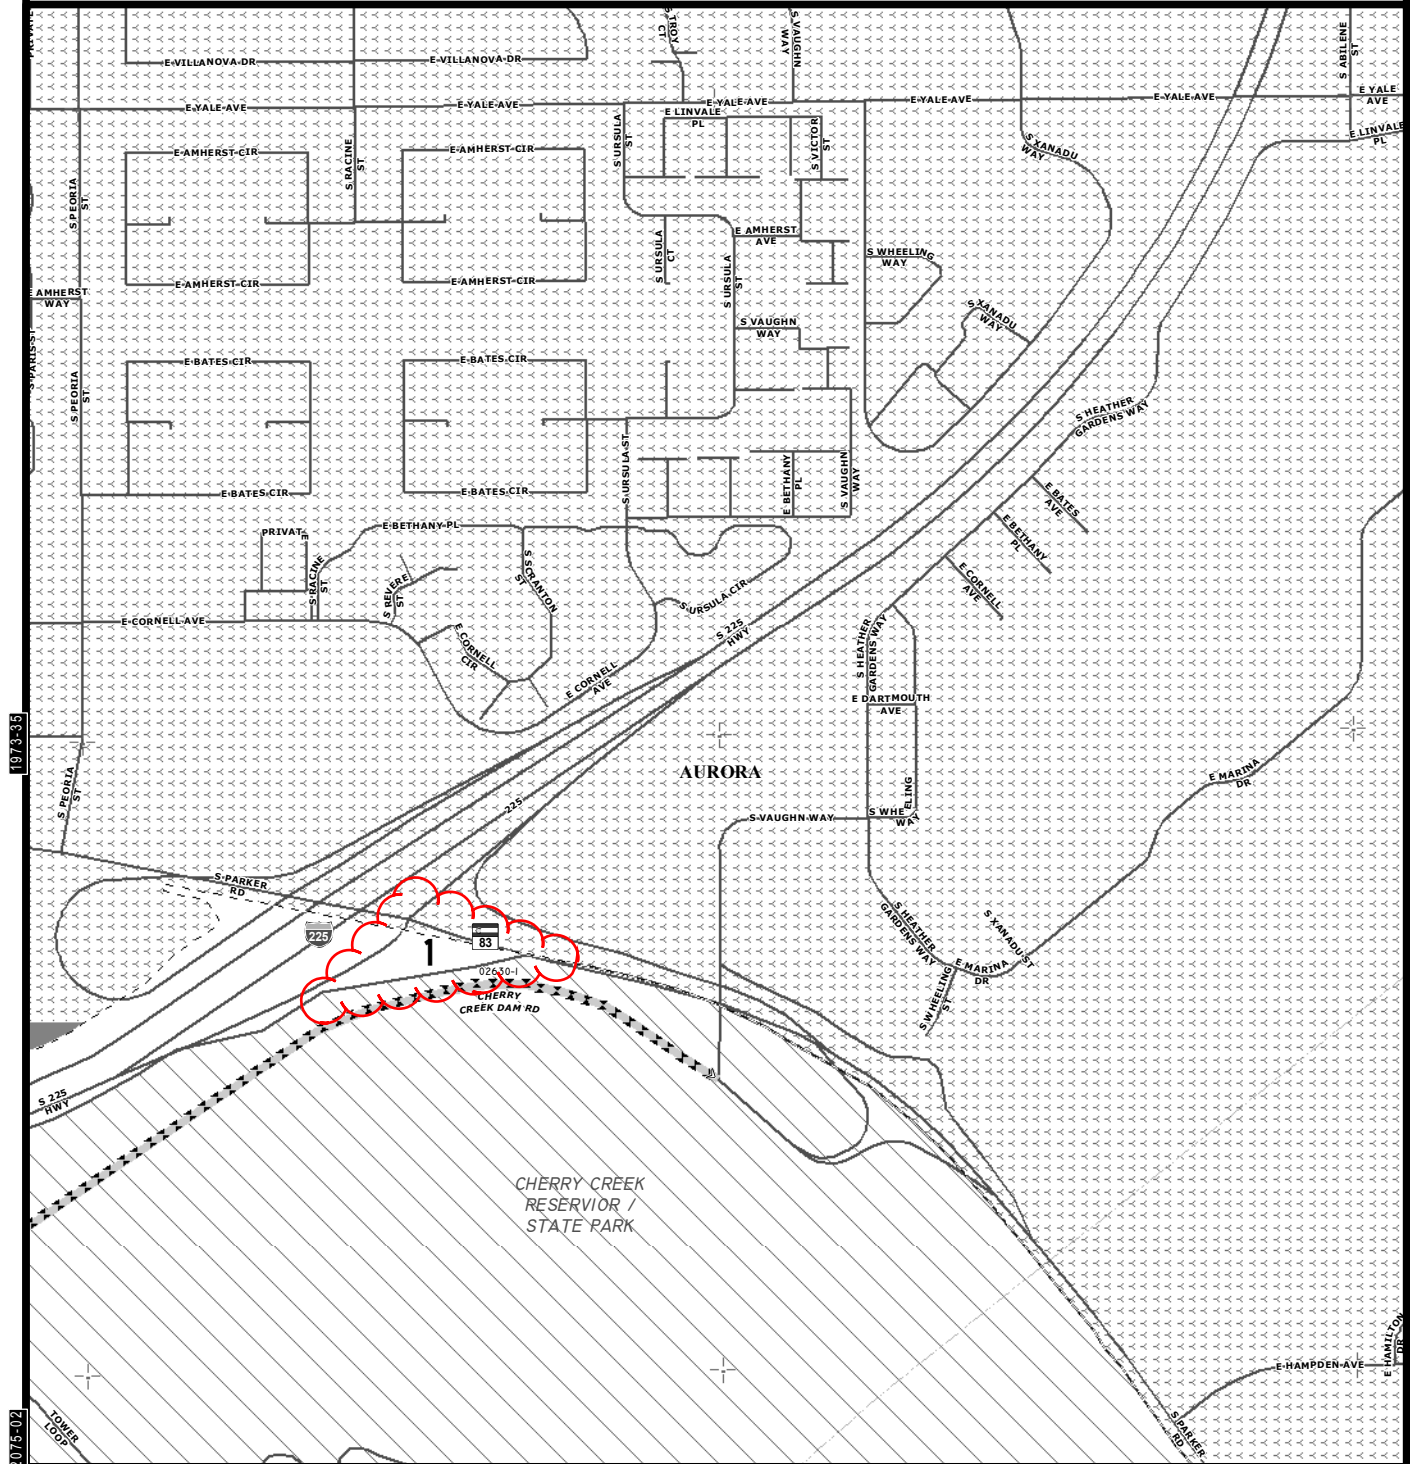 PRIVATE
S TROY
CT
S VAUGHN
WAY
S ABILENE
ST
E VILLANOVA DR
E VILLANOVA DR
E YALE AVE
E YALE AVE
E YALE AVE
E YALE AVE
E YALE AVE
E YALE
AVE
E LINVALE
PL
E LINVALE
PL
S URSULA
ST
S VICTOR
ST
S RACINE
ST
E AMHERST CIR
E AMHERST CIR
S XANADU
WAY
S PEORIA
ST
E AMHERST
AVE
S URSULA
CT
S URSULA
ST
S WHEELING
WAY
E AMHERST CIR
E AMHERST CIR
E AMHERST
WAY
S XANADU
WAY
S VAUGHN
WAY
S PARIS ST
E BATES CIR
E BATES CIR
S PEORIA
ST
S HEATHER
GARDENS WAY
S URSULA ST
E BETHANY
PL
S VAUGHN
WAY
E BATES CIR
E BATES CIR
E BATES
AVE
E BETHANY PL
E BETHANY
PL
PRIVATE
S RACINE
ST
S REVERE
ST
S SCRANTON
ST
E CORNELL
AVE
S URSULA CIR
E CORNELL AVE
S 225
HWY
E CORNELL
CIR
S HEATHER
GARDENS WAY
E CORNELL
AVE
E DARTMOUTH
AVE
1973-35
AURORA
E MARINA
DR
S PEORIA
ST
225
S VAUGHN WAY
S WHEELING
WAY
S PARKER
RD
S HEATHER
GARDENS WAY
S XANADU ST
225
83
1
02630-1
E MARINA
DR
S WHEELING
ST
CHERRY
CREEK DAM RD
S 225
HWY
CHERRY CREEK
RESERVIOR /
STATE PARK
E HAMILTON
DR
E HAMPDEN AVE
S PARKER
RD
TOWER
LOOP
2075-02